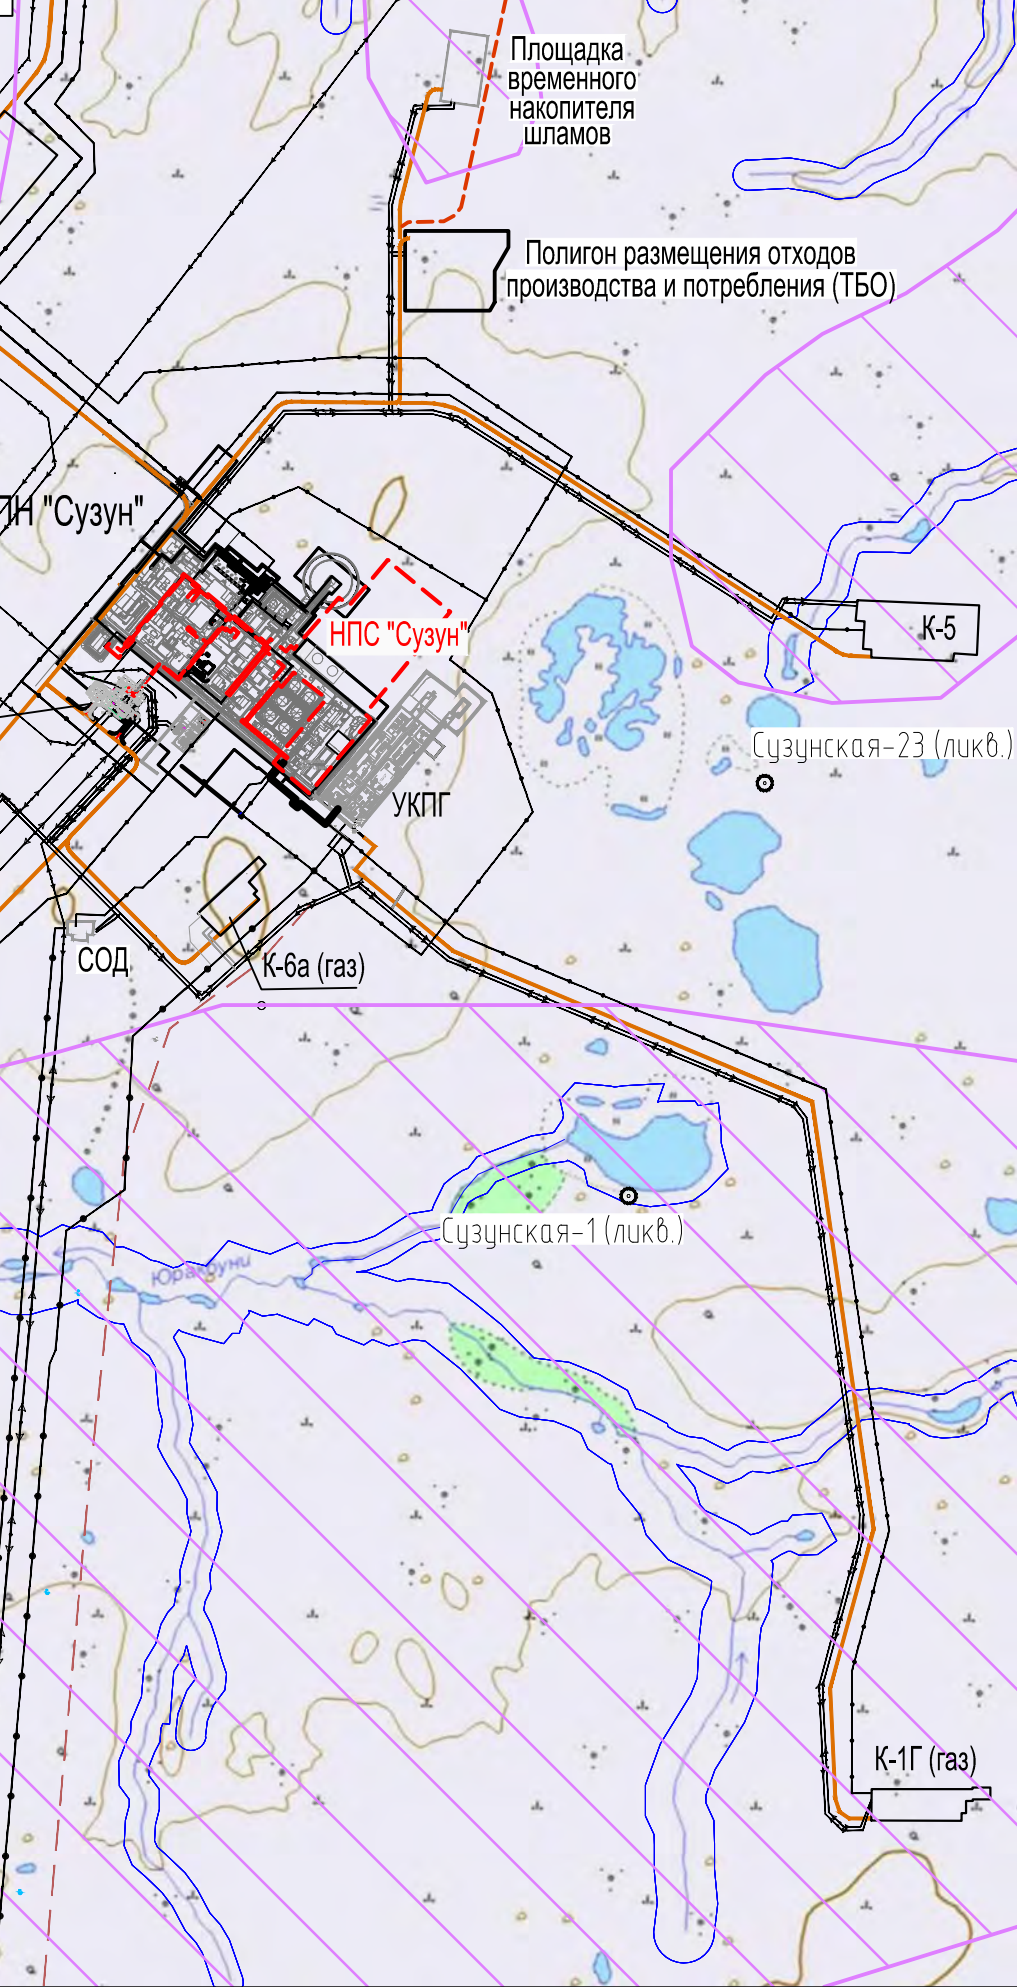 Площадка
временного
накопителя
шламов
Полигон размещения отходов
производства и потребления (ТБО)
ПН "Сузун"
НПС "Сузун"
К-5
Сузунская-23 (ликв.)
УКПГ
СОД
К-6а (газ)
Сузунская-1 (ликв.)
К-1Г (газ)